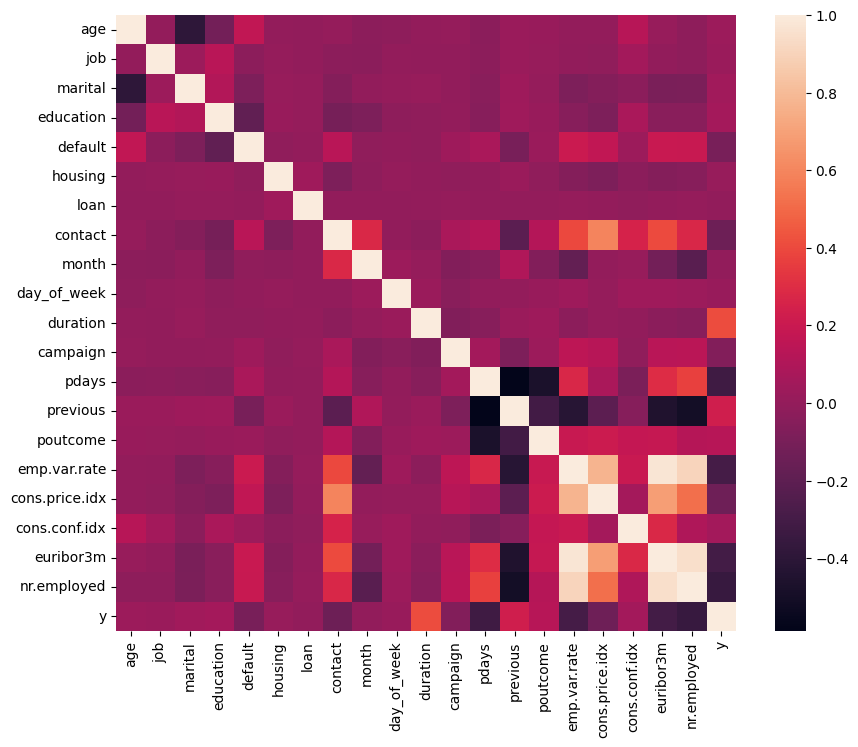 age
job
marital
education
default
housing
loan
contact
month
day_of_week
duration
campaign
pdays
previous
poutcome
emp.var.rate
cons.price.idx
cons.conf.idx
euribor3m
nr.employed
y
age
job
marital
education
default
housing
loan
contact
month
day_of_week
duration
campaign
pdays
previous
poutcome
emp.var.rate
cons.price.idx
cons.conf.idx
euribor3m
nr.employed
y
1.0
0.8
0.6
0.4
0.2
0.0
−0.2
−0.4